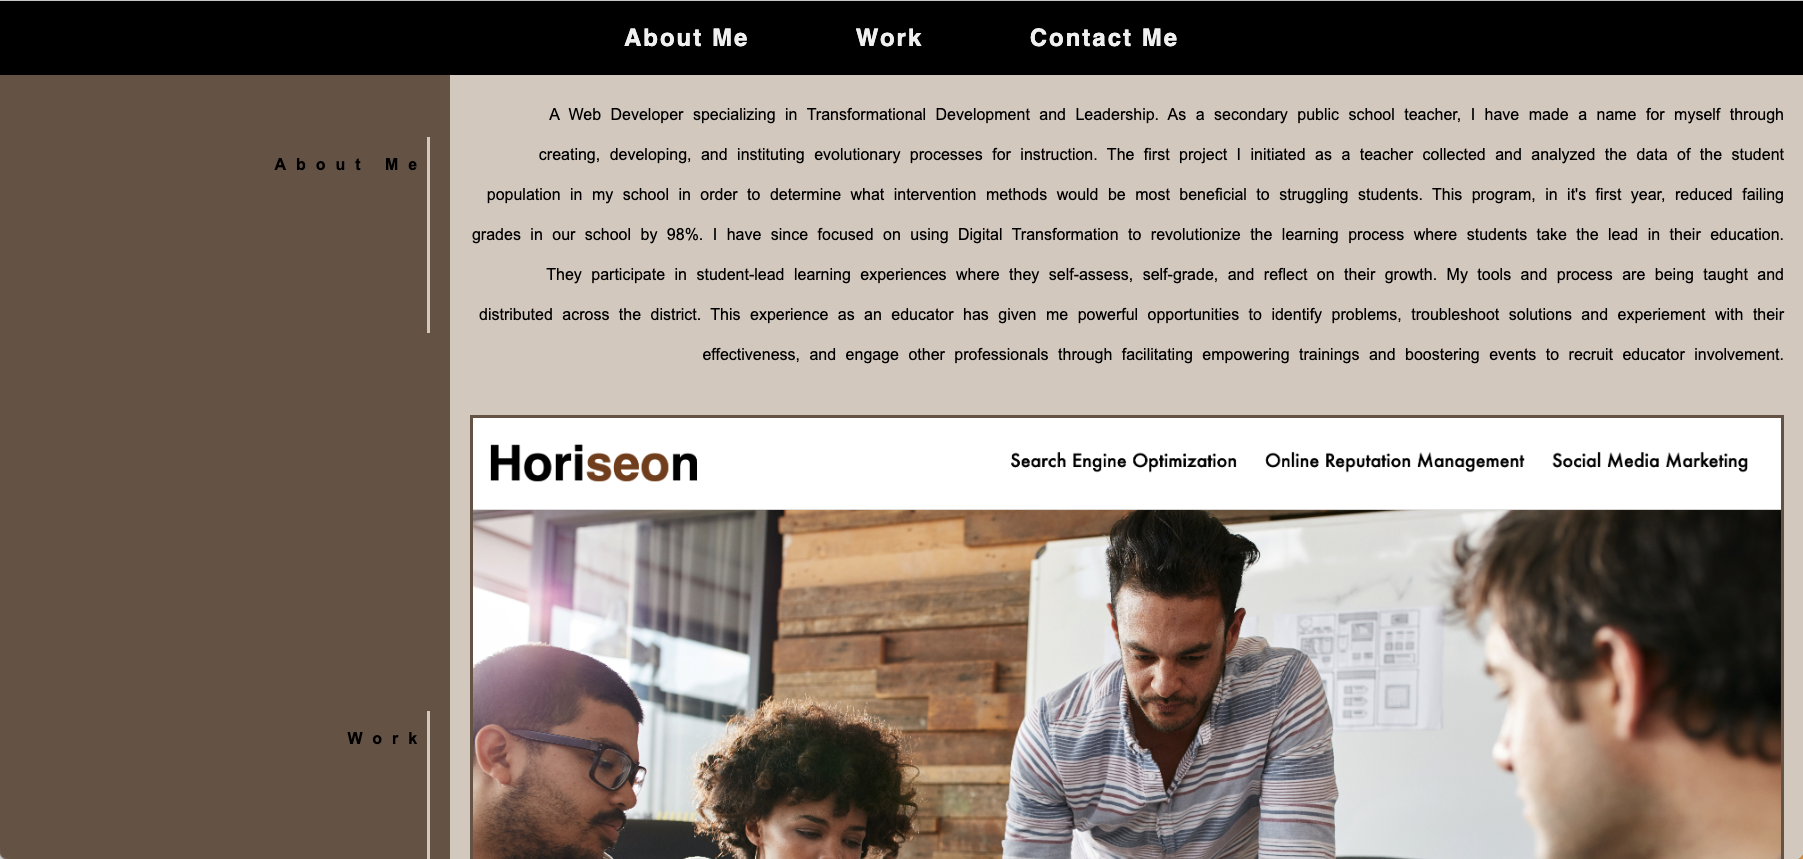 About Me Work Contact Me
About Me
A Web Developer specializing in Transformational Development and Leadership. As a secondary public school teacher, I have made a name for myself through
creating, developing, and instituting evolutionary processes for instruction. The first project I initiated as a teacher collected and analyzed the data of the student
population in my school in order to determine what intervention methods would be most beneficial to struggling students. This program, in it's first year, reduced failing
grades in our school by 98%. I have since focused on using Digital Transformation to revolutionize the learning process where students take the lead in their education.
They participate in student-lead learning experiences where they self-assess, self-grade, and reflect on their growth. My tools and process are being taught and
distributed across the district. This experience as an educator has given me powerful opportunities to identify problems, troubleshoot solutions and experiement with their
effectiveness, and engage other professionals through facilitating empowering trainings and boostering events to recruit educator involvement.
Work
Horiseon Search Engine Optimization Online Reputation Management Social Media Marketing